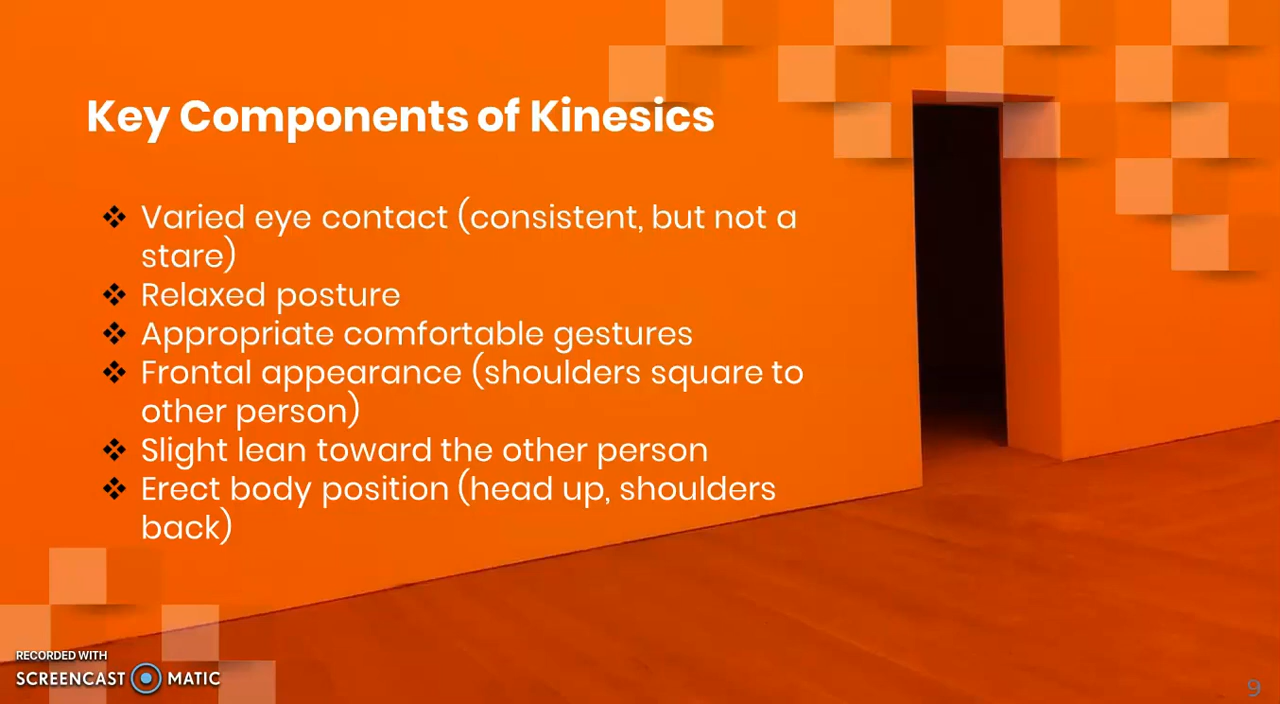 Key Components of Kinesics
❖ Varied eye contact (consistent, but not a
stare)
❖ Relaxed posture
❖ Appropriate comfortable gestures
❖ Frontal appearance (shoulders square to
other person)
❖ Slight lean toward the other person
❖ Erect body position (head up, shoulders
back)
RECORDED WITH
SCREENCAST MATIC
9